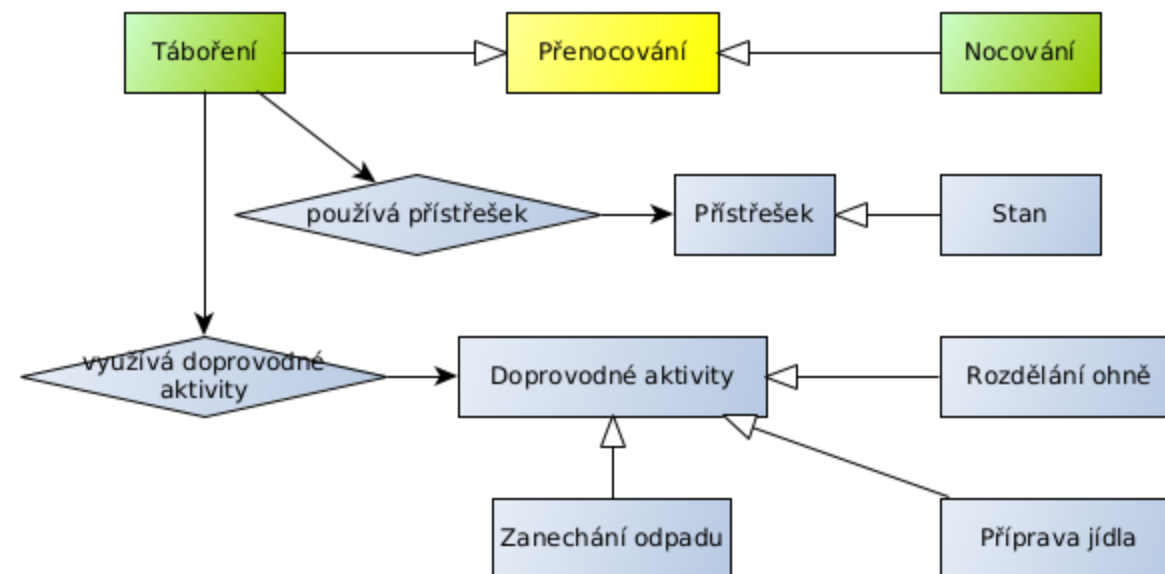 Táboření
Přenocování
Nocování
používá přístřešek
Přístřešek
Stan
využívá doprovodné
aktivity
Doprovodné aktivity
Rozdělání ohně
Zanechání odpadu
Příprava jídla